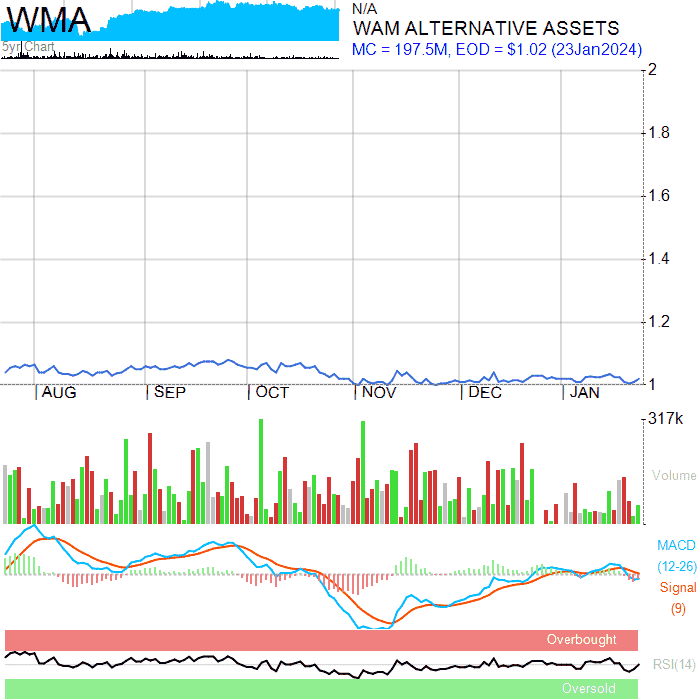 WMA
5yr Chart
N/A
WAM ALTERNATIVE ASSETS
MC = 197.5M, EOD = $1.02 (23Jan2024)
2
1.8
1.6
1.4
1.2
1
AUG SEP OCT NOV DEC JAN
317k
Volume
MACD
(12-26)
Signal
(9)
Overbought
RSI(14)
Oversold